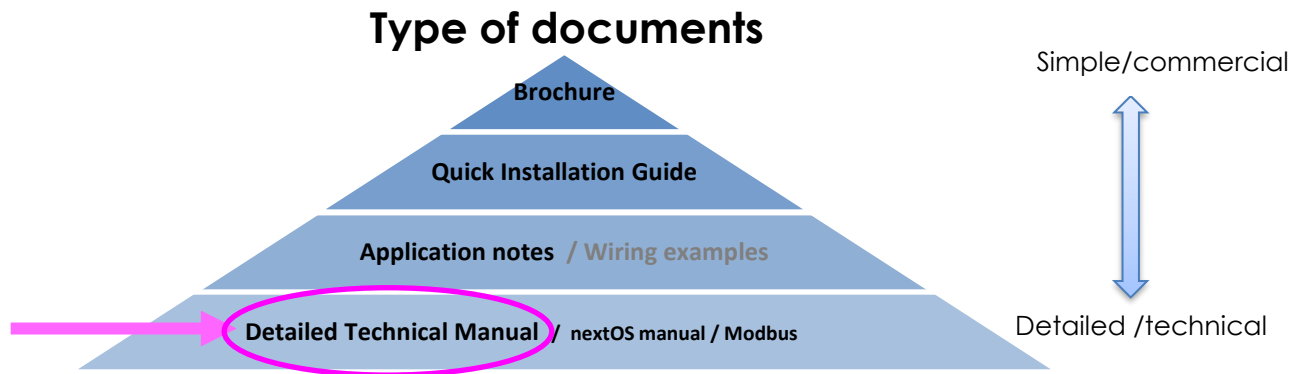 Type of documents
Simple/commercial
Brochure
Quick Installation Guide
Application notes / Wiring examples
Detailed Technical Manual / nextOS manual / Modbus
Detailed /technical